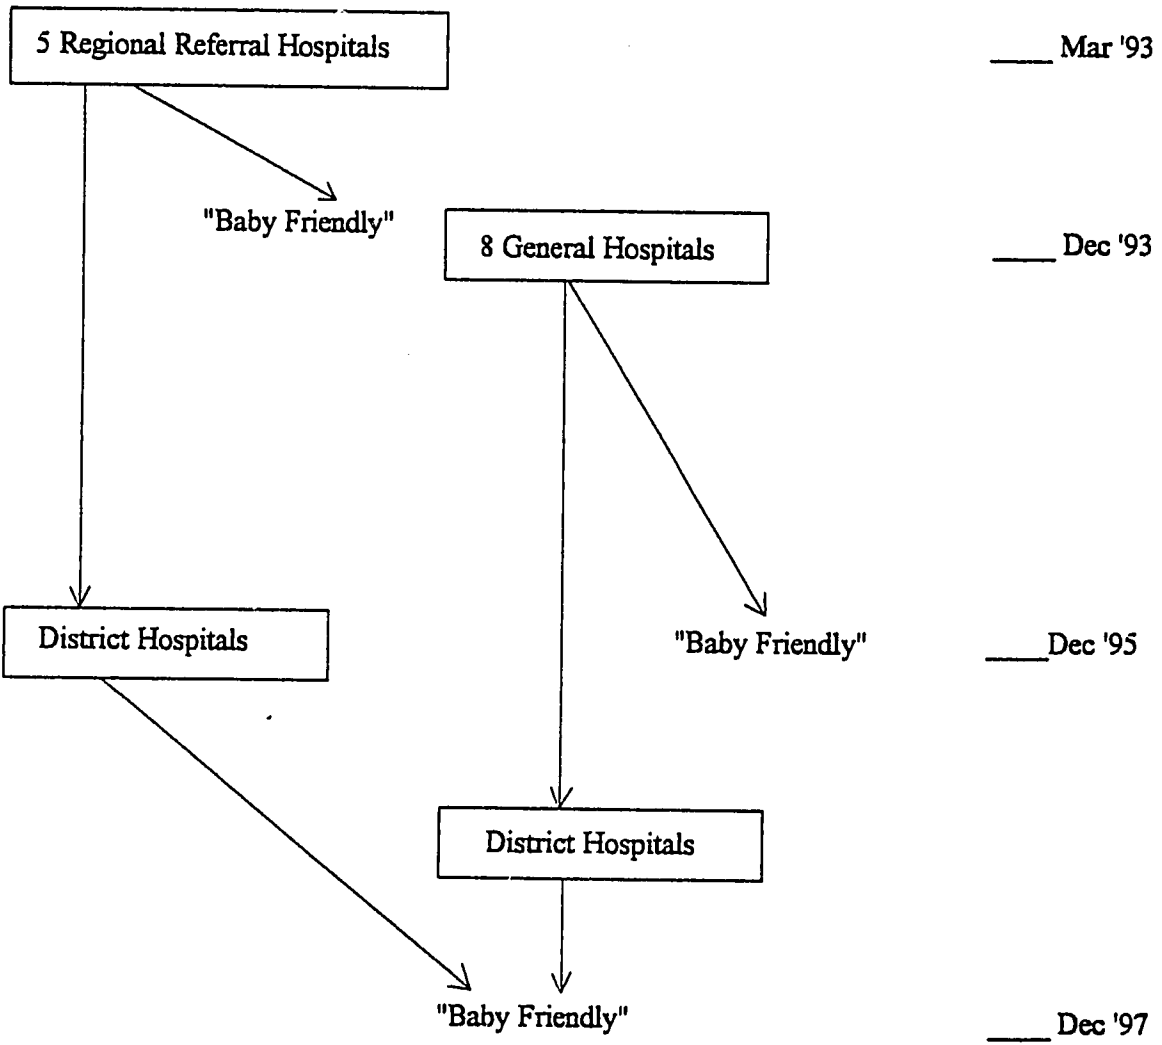 5 Regional Referral Hospitals
____ Mar '93
"Baby Friendly"
8 General Hospitals
____ Dec '93
District Hospitals
"Baby Friendly"
____Dec '95
District Hospitals
"Baby Friendly"
____ Dec '97